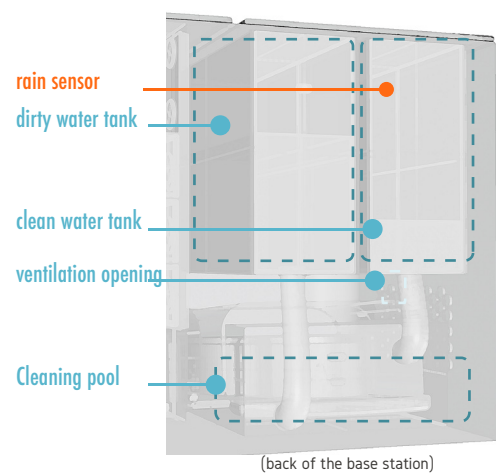 rain sensor
dirty water tank
clean water tank
ventilation opening
Cleaning pool
(back of the base station)